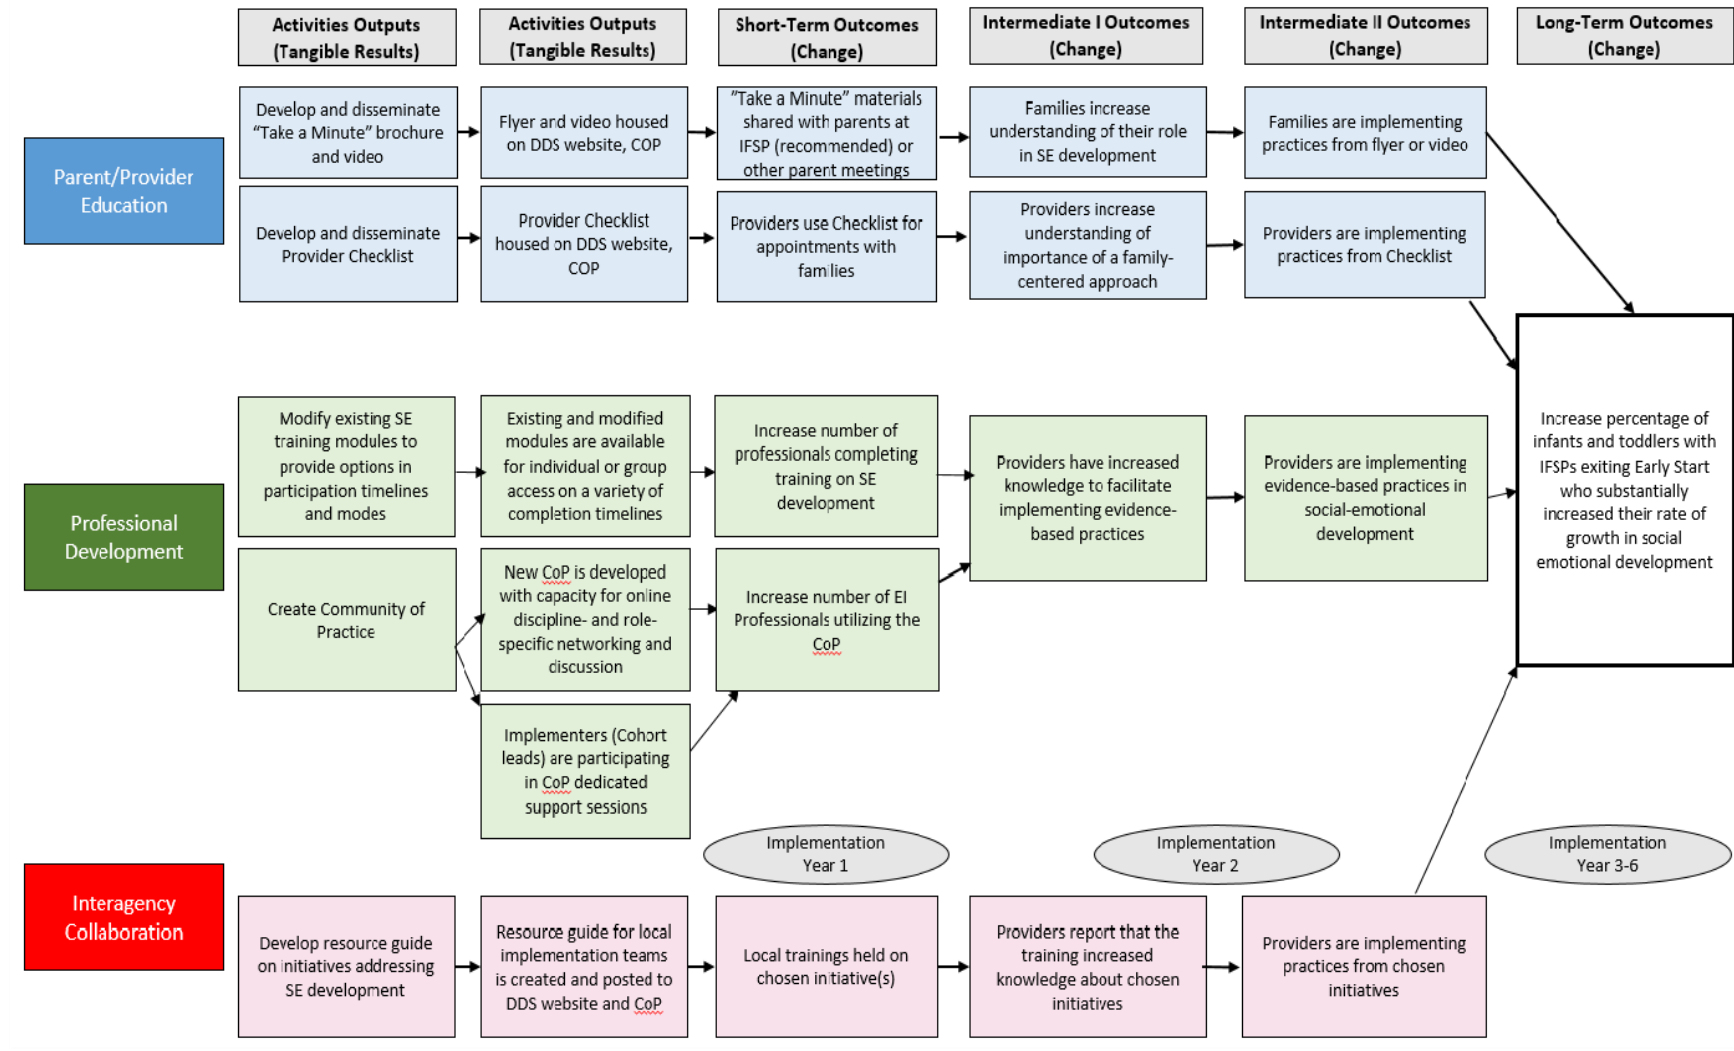 Activities Outputs
(Tangible Results)
Activities Outputs
(Tangible Results)
Short-Term Outcomes
(Change)
Intermediate I Outcomes
(Change)
Intermediate II Outcomes
(Change)
Long-Term Outcomes
(Change)
Parent/Provider
Education
Develop and disseminate
“Take a Minute” brochure
and video
Flyer and video housed
on DDS website, COP
”Take a Minute” materials
shared with parents at
IFSP (recommended) or
other parent meetings
Families increase
understanding of their role
in SE development
Families are implementing
practices from flyer or video
Develop and disseminate
Provider Checklist
Provider Checklist
housed on DDS website,
COP
Providers use Checklist for
appointments with
families
Providers increase
understanding of
importance of a family-
centered approach
Providers are implementing
practices from Checklist
Professional
Development
Modify existing SE
training modules to
provide options in
participation timelines
and modes
Existing and modified
modules are available
for individual or group
access on a variety of
completion timelines
Increase number of
professionals completing
training on SE
development
Providers have increased
knowledge to facilitate
implementing evidence-
based practices
Providers are implementing
evidence-based practices in
social-emotional
development
Increase percentage of
infants and toddlers with
IFSPs exiting Early Start
who substantially
increased their rate of
growth in social
emotional development
Create Community of
Practice
New CoP is developed
with capacity for online
discipline- and role-
specific networking and
discussion
Increase number of EI
Professionals utilizing the
CoP
Implementers (Cohort
leads) are participating
in CoP dedicated
support sessions
Implementation
Year 1
Implementation
Year 2
Implementation
Year 3-6
Interagency
Collaboration
Develop resource guide
on initiatives addressing
SE development
Resource guide for local
implementation teams
is created and posted to
DDS website and CoP
Local trainings held on
chosen initiative(s)
Providers report that the
training increased
knowledge about chosen
initiatives
Providers are implementing
practices from chosen
initiatives